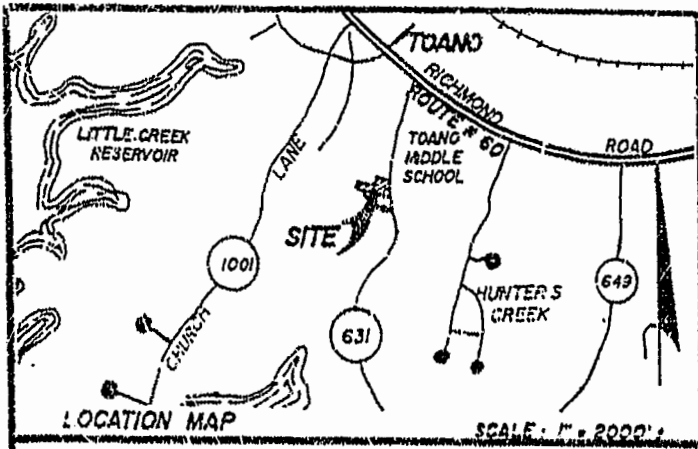 TOANO
RICHMOND
ROUTE # 60
ROAD
LITTLE CREEK
RESERVOIR
TOANO
MIDDLE
SCHOOL
LANE
SITE
1001
CHURCH
631
HUNTERS
CREEK
649
LOCATION MAP
SCALE: 1" = 2000' ±